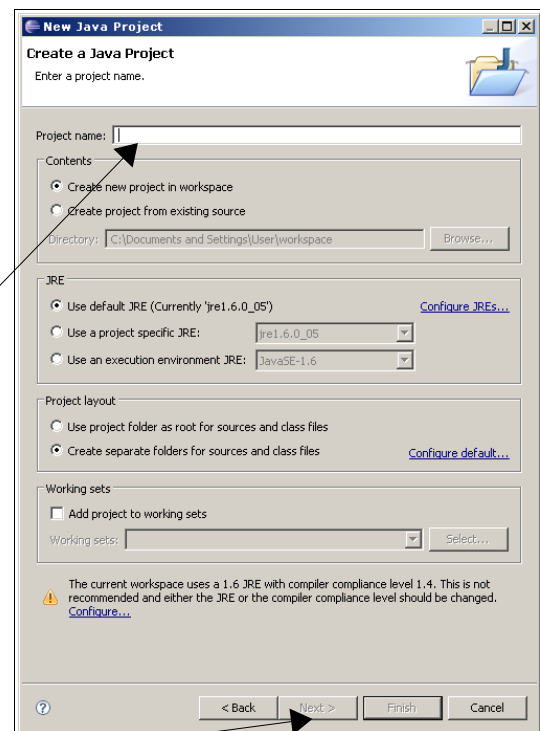 New Java Project
Create a Java Project
Enter a project name.
Project name:
Contents
Create new project in workspace
Create project from existing source
Directory: C:\Documents and Settings\User\workspace Browse...
JRE
Use default JRE (Currently 'jre1.6.0_05') Configure JREs...
Use a project specific JRE: jre1.6.0_05
Use an execution environment JRE: JavaSE-1.6
Project layout
Use project folder as root for sources and class files
Create separate folders for sources and class files Configure default...
Working sets
Add project to working sets
Working sets: Select...
The current workspace uses a 1.6 JRE with compiler compliance level 1.4. This is not
recommended and either the JRE or the compiler compliance level should be changed.
Configure...
? < Back Next > Finish Cancel